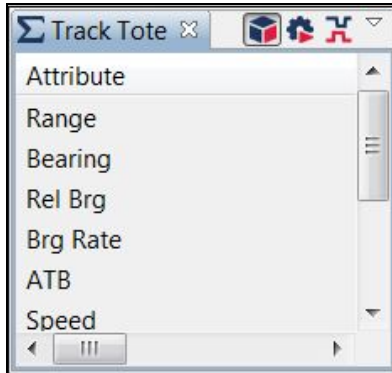 Track Tote
Attribute
Range
Bearing
Rel Brg
Brg Rate
ATB
Speed